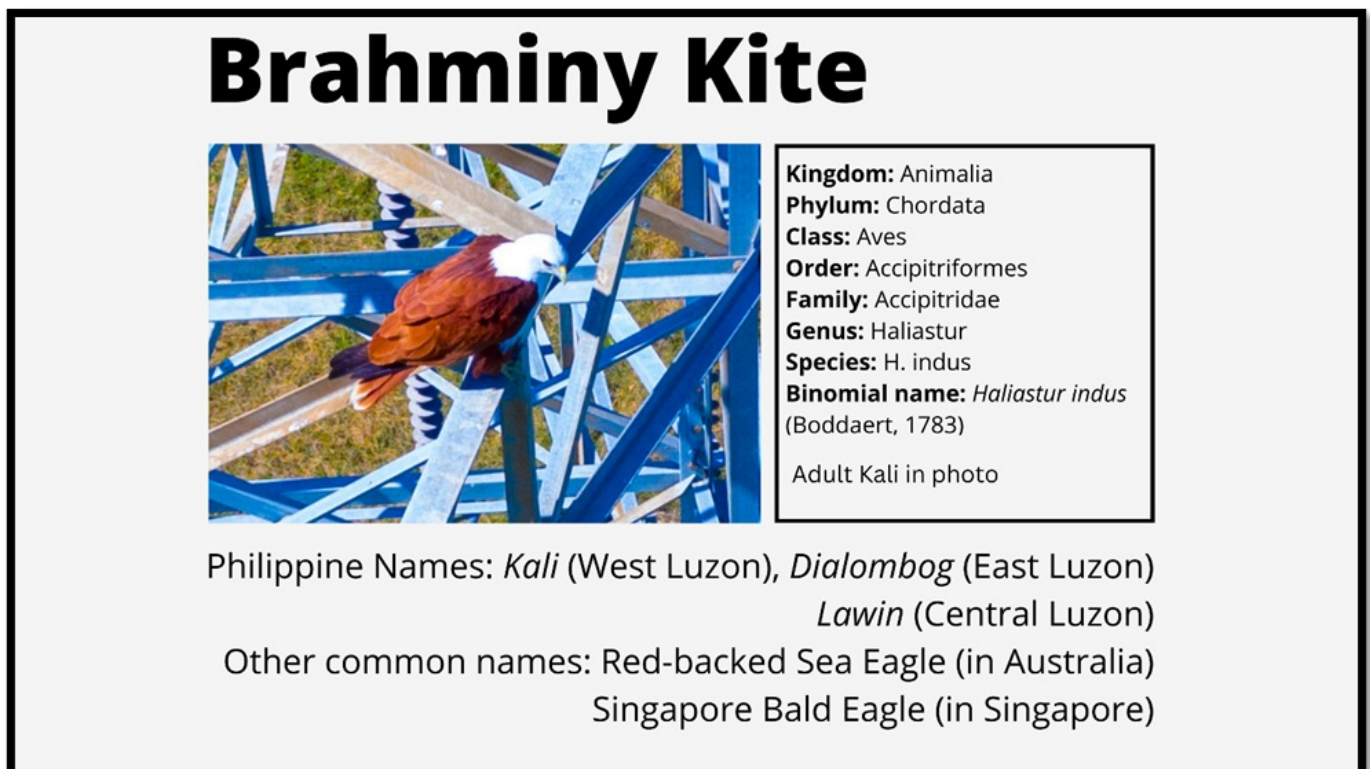 Brahminy Kite
Kingdom: Animalia
Phylum: Chordata
Class: Aves
Order: Accipitriformes
Family: Accipitridae
Genus: Haliastur
Species: H. indus
Binomial name: Haliastur indus
(Boddaert, 1783)
Adult Kali in photo
Philippine Names: Kali (West Luzon), Dialombog (East Luzon)
Lawin (Central Luzon)
Other common names: Red-backed Sea Eagle (in Australia)
Singapore Bald Eagle (in Singapore)